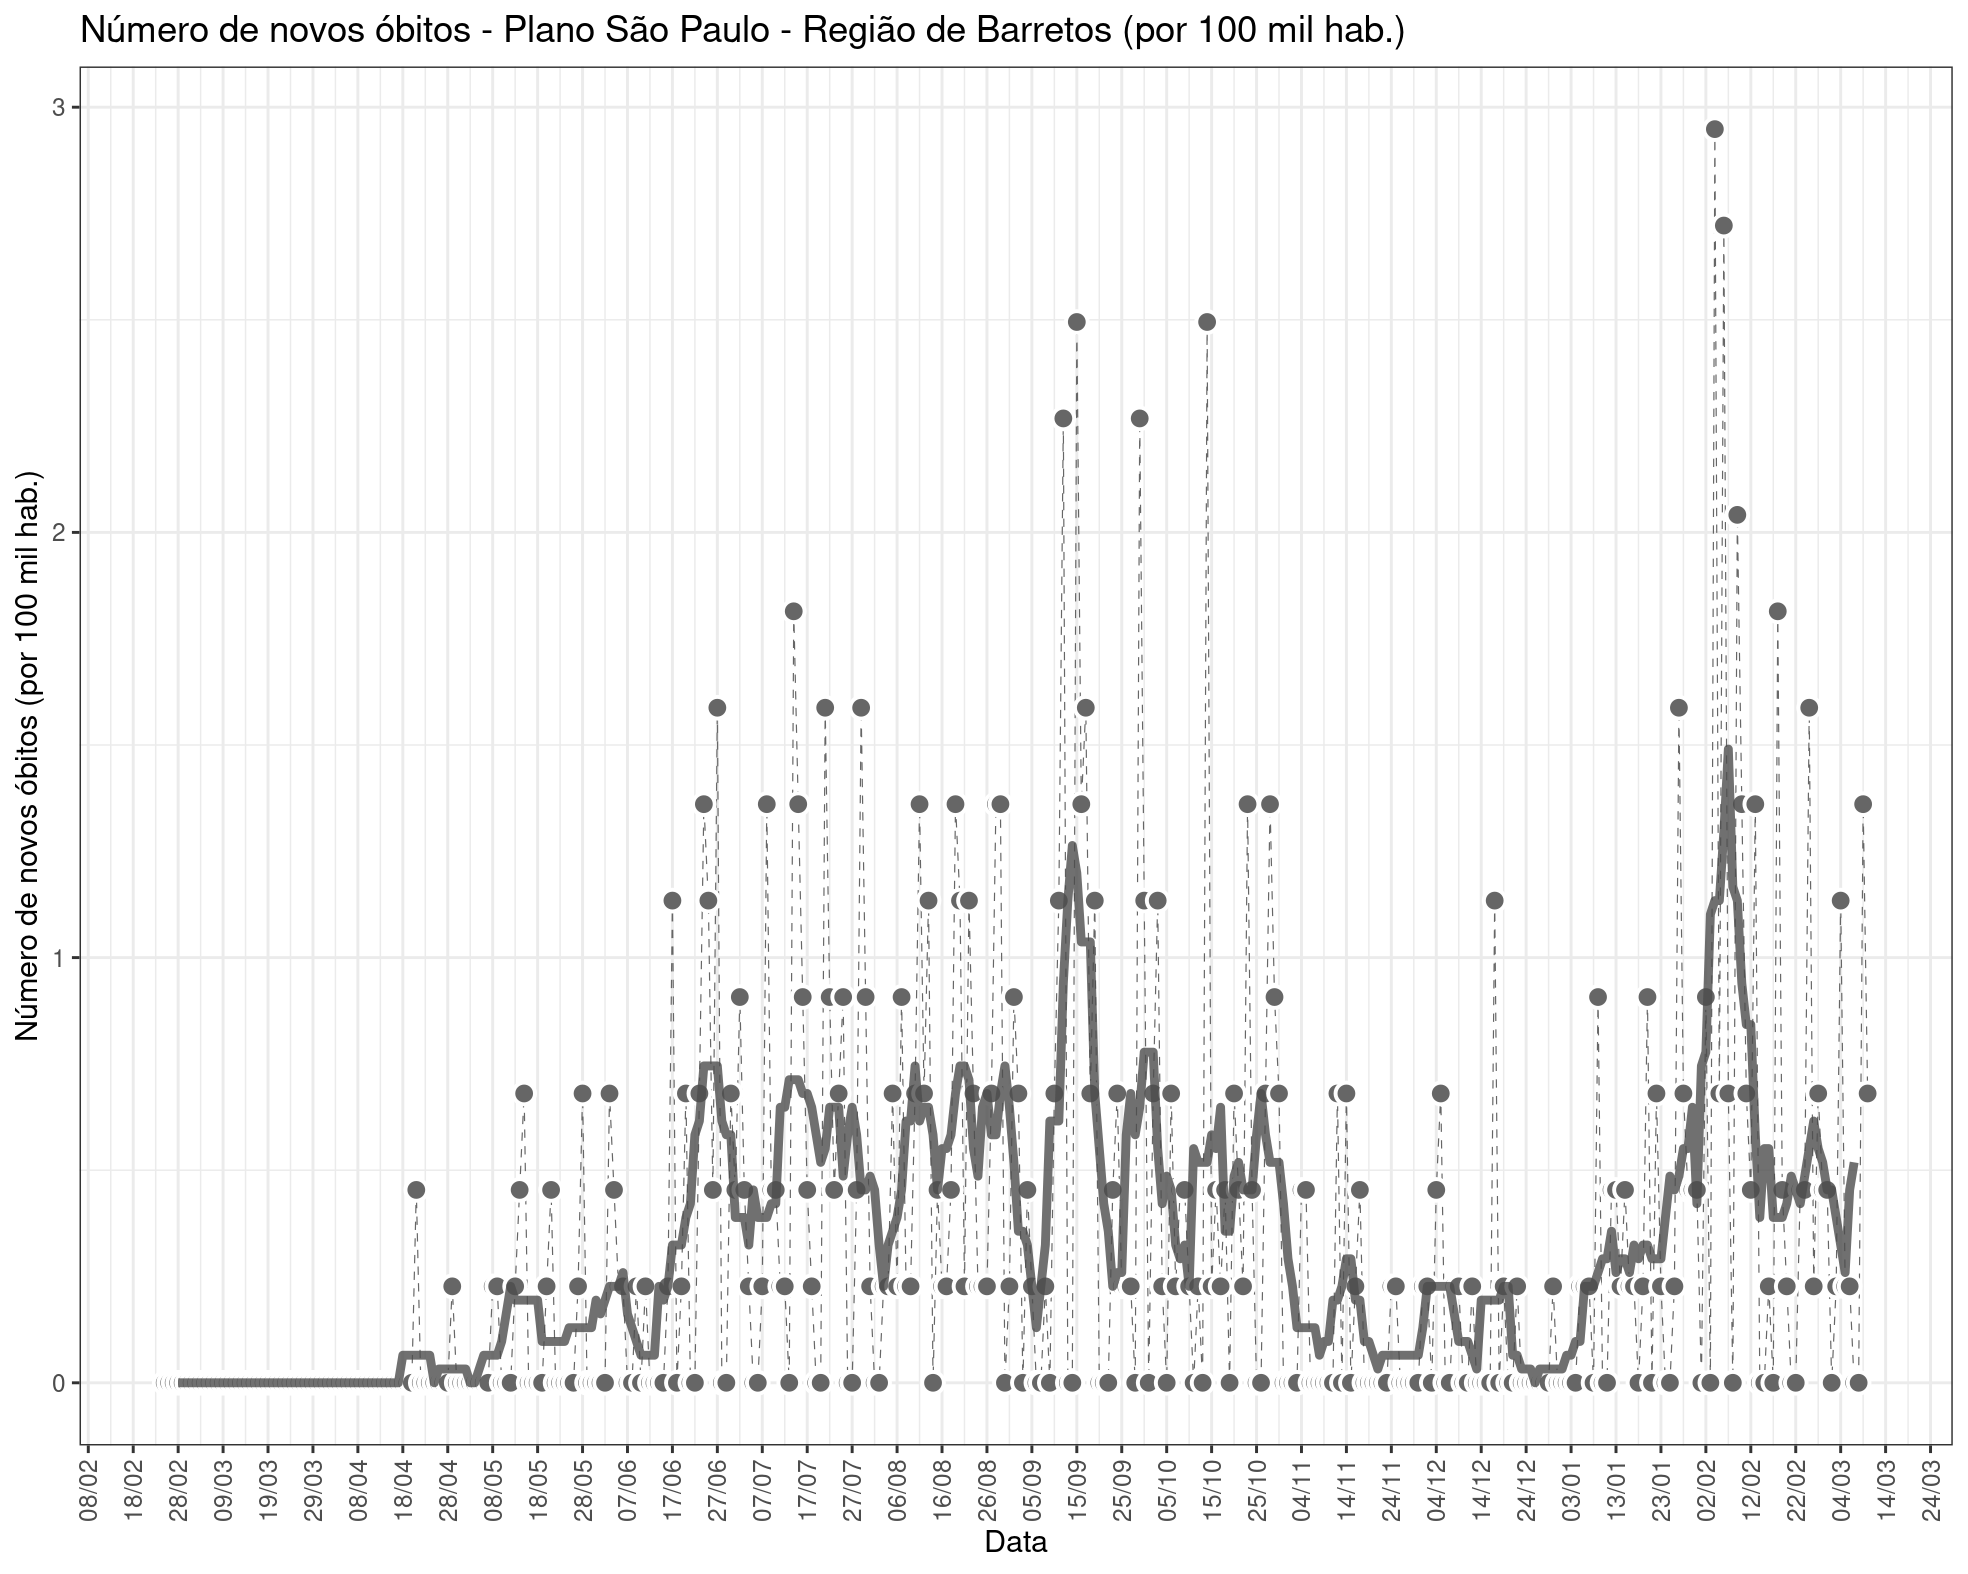 Número de novos óbitos - Plano São Paulo - Região de Barretos (por 100 mil hab.)
Número de novos óbitos (por 100 mil hab.)
3
2
1
0
08/02 18/02 28/02 09/03 19/03 29/03 08/04 18/04 28/04 08/05 18/05 28/05 07/06 17/06 27/06 07/07 17/07 27/07 06/08 16/08 26/08 05/09 15/09 25/09 05/10 15/10 25/10 04/11 14/11 24/11 04/12 14/12 24/12 03/01 13/01 23/01 02/02 12/02 22/02 04/03 14/03 24/03
Data